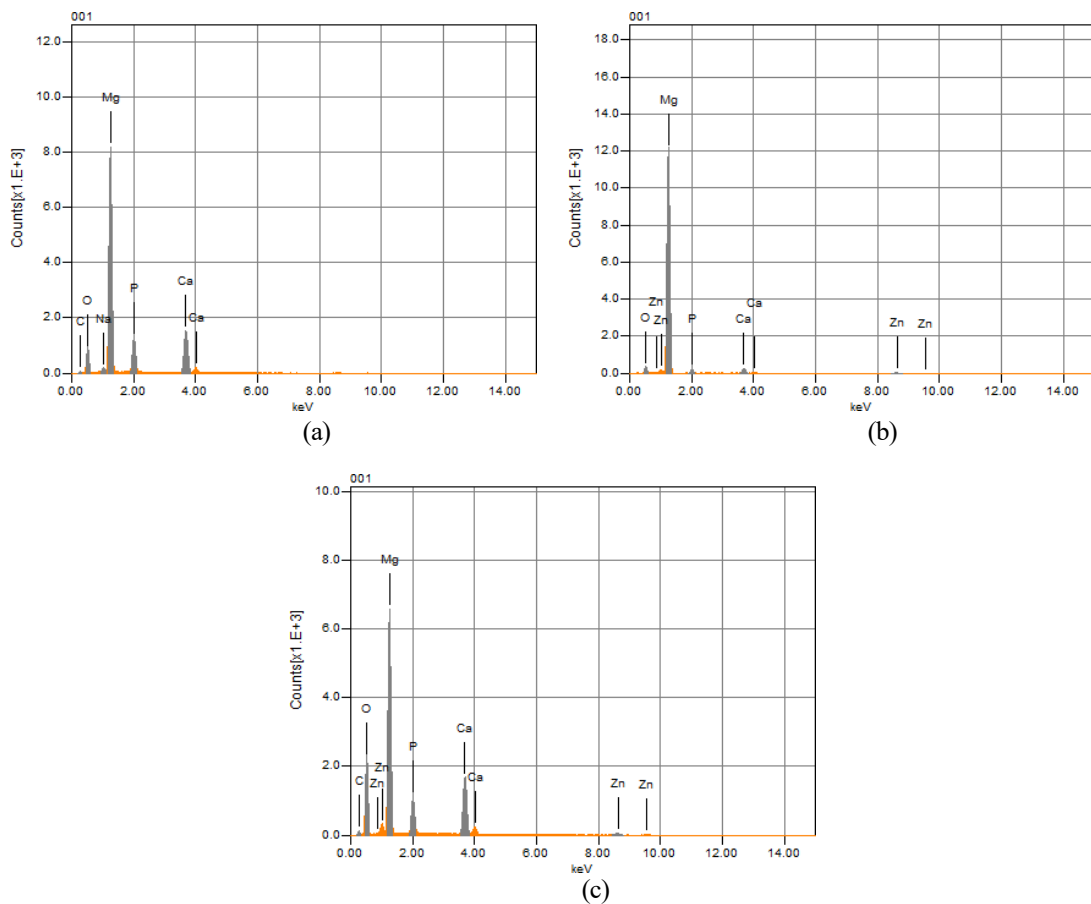 001
12.0
10.0
8.0
6.0
4.0
2.0
0.0
Counts[x1.E+3]
Mg
O
C
Na
P
Ca
Ca
0.00 2.00 4.00 6.00 8.00 10.00 12.00 14.00
keV
(a)
001
18.0
16.0
14.0
12.0
10.0
8.0
6.0
4.0
2.0
0.0
Counts[x1.E+3]
Mg
O
Zn
Zn
P
Ca
Ca
Zn
Zn
0.00 2.00 4.00 6.00 8.00 10.00 12.00 14.00
keV
(b)
001
10.0
8.0
6.0
4.0
2.0
0.0
Counts[x1.E+3]
Mg
O
C
Zn
Zn
P
Ca
Ca
Zn
Zn
0.00 2.00 4.00 6.00 8.00 10.00 12.00 14.00
keV
(c)